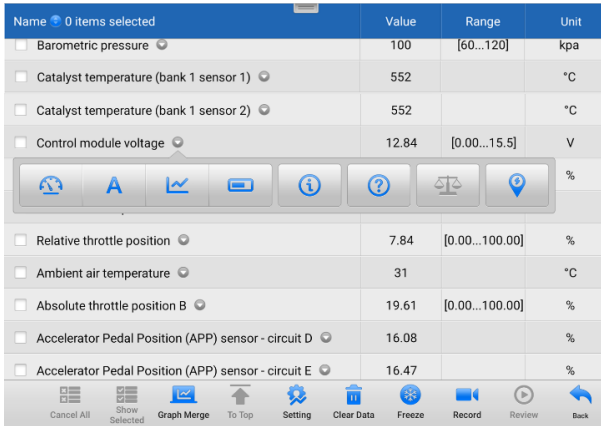 Name 0 items selected Value Range Unit
Barometric pressure 100 [60...120] kpa
Catalyst temperature (bank 1 sensor 1) 552 °C
Catalyst temperature (bank 1 sensor 2) 552 °C
Control module voltage 12.84 [0.00...15.5] V
A %
Relative throttle position 7.84 [0.00...100.00] %
Ambient air temperature 31 °C
Absolute throttle position B 19.61 [0.00...100.00] %
Accelerator Pedal Position (APP) sensor - circuit D 16.08 %
Accelerator Pedal Position (APP) sensor - circuit E 16.47 %
Cancel All Show Selected Graph Merge To Top Setting Clear Data Freeze Record Review Back